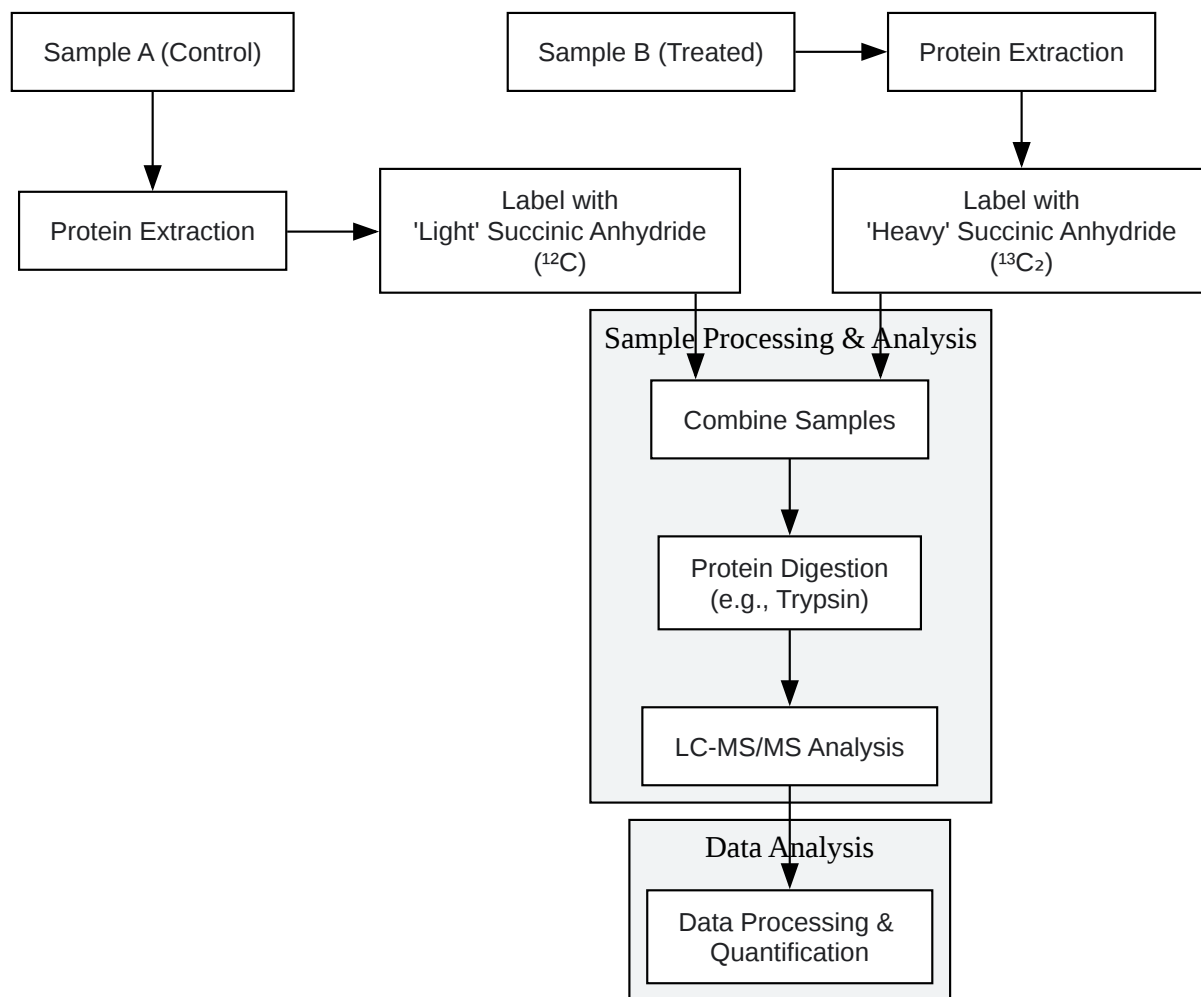 Sample A (Control)
Sample B (Treated)
Protein Extraction
Protein Extraction
Label with
'Light' Succinic Anhydride
(¹²C)
Label with
'Heavy' Succinic Anhydride
(¹³C₂)
Sample Processing & Analysis
Combine Samples
Protein Digestion
(e.g., Trypsin)
LC-MS/MS Analysis
Data Analysis
Data Processing &
Quantification